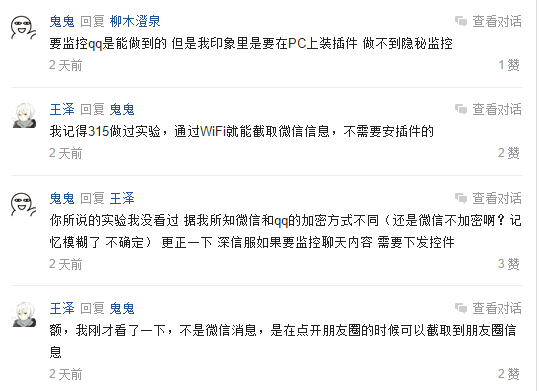 鬼鬼 回复 柳木澄泉 查看对话
要监控qq是能做到的 但是我印象里是要在PC上装插件 做不到隐秘监控
2 天前 1 赞
王泽 回复 鬼鬼 查看对话
我记得315做过实验，通过WiFi就能截取微信信息，不需要安插件的
2 天前 2 赞
鬼鬼 回复 王泽 查看对话
你所说的实验我没看过 据我所知微信和qq的加密方式不同（还是微信不加密啊？记
忆模糊了 不确定） 更正一下 深信服如果要监控聊天内容 需要下发控件
2 天前 3 赞
王泽 回复 鬼鬼 查看对话
额，我刚才看了一下，不是微信消息，是在点开朋友圈的时候可以截取到朋友圈信
息
2 天前 2 赞